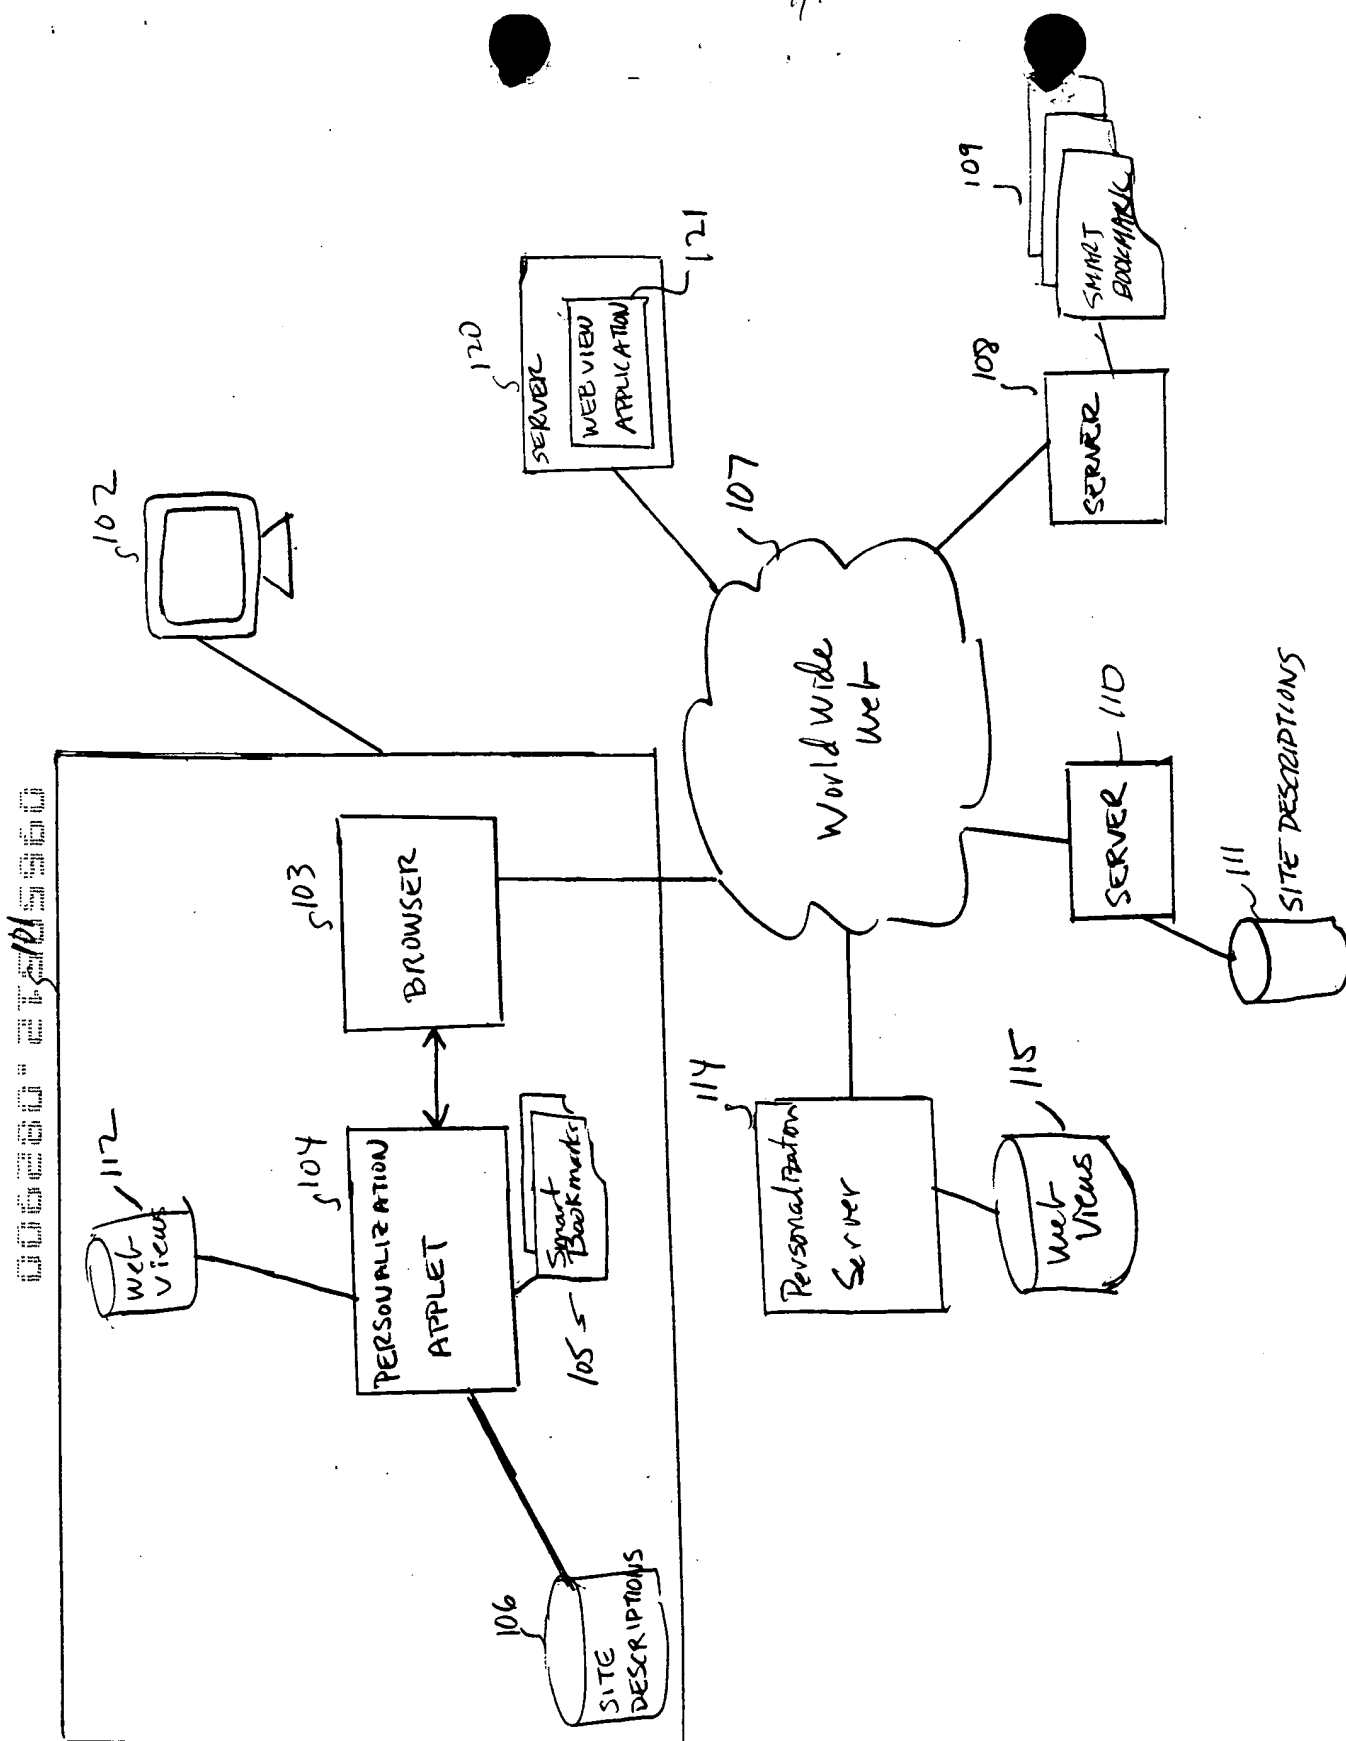 101
112
Web
Views
104
PERSONALIZATION
APPLET
103
BROWSER
102
Smart
Bookmarks
105
106
SITE
DESCRIPTIONS
120
SERVER
WEB VIEW
APPLICATION
121
107
World Wide
Web
114
Personalization
Server
115
Web
Views
110
SERVER
111
SITE DESCRIPTIONS
108
SERVER
109
SMART
BOOKMARK